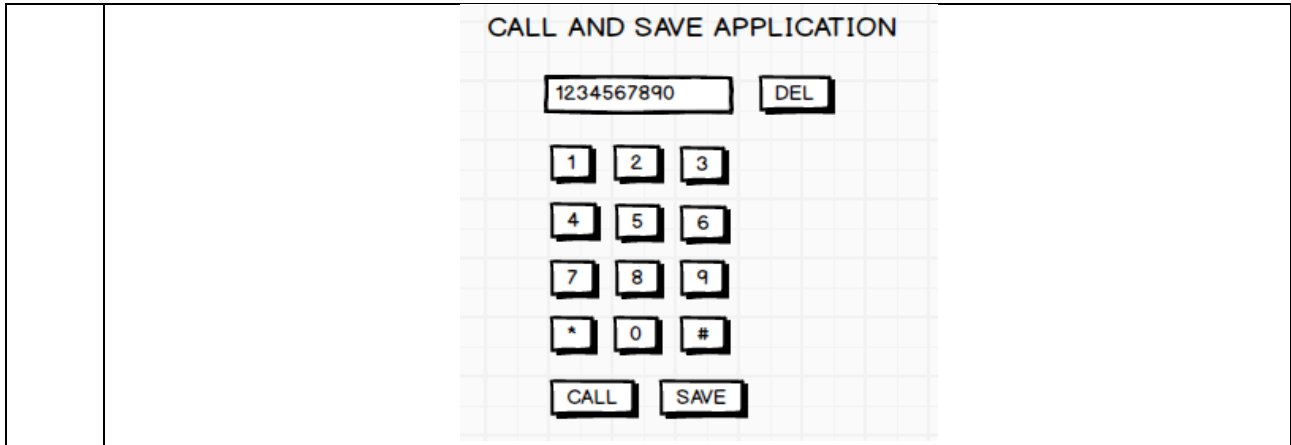 CALL AND SAVE APPLICATION
1234567890 DEL
1 2 3
4 5 6
7 8 9
* 0 #
CALL SAVE